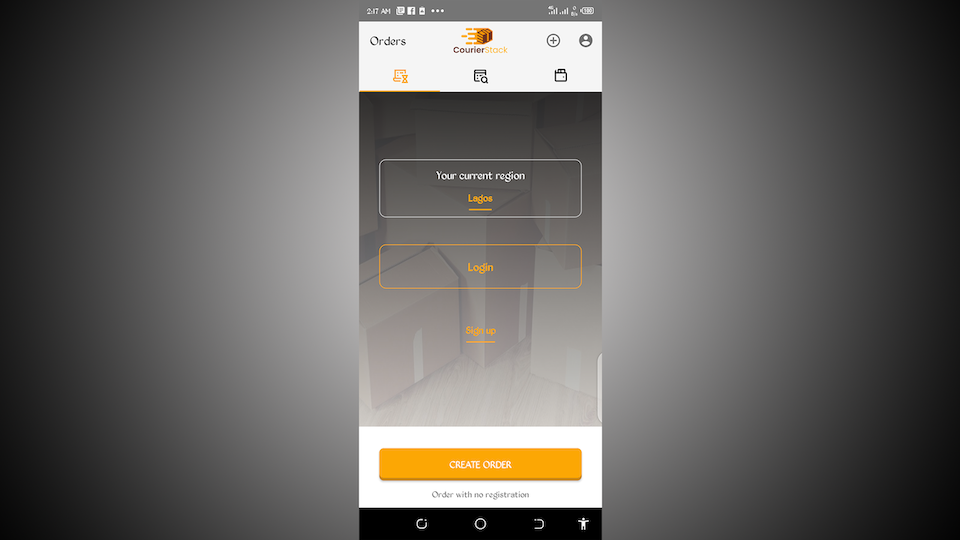 2:17 AM
Orders
CourierStack
Your current region
Lagos
Login
Sign up
CREATE ORDER
Order with no registration